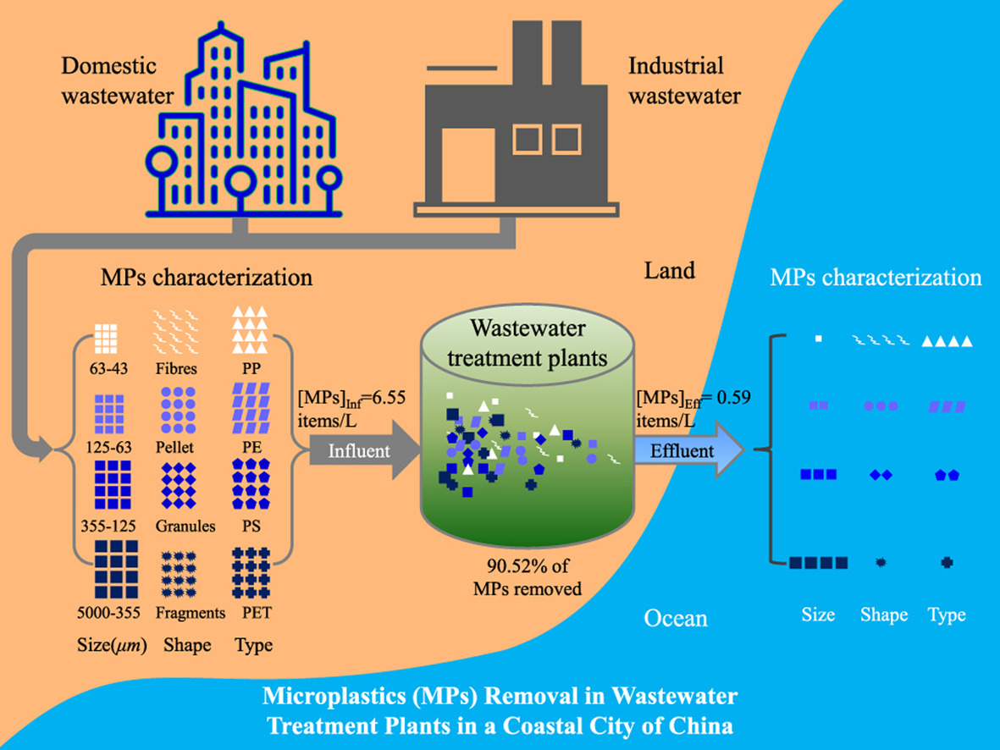 Domestic
wastewater
Industrial
wastewater
MPs characterization
Land
MPs characterization
63-43
Fibres
PP
125-63
Pellet
PE
355-125
Granules
PS
5000-355
Fragments
PET
Size(μm)
Shape
Type
[MPs]Inf=6.55
items/L
Influent
Wastewater
treatment plants
90.52% of
MPs removed
[MPs]Eff= 0.59
items/L
Effluent
Size
Shape
Type
Ocean
Microplastics (MPs) Removal in Wastewater
Treatment Plants in a Coastal City of China